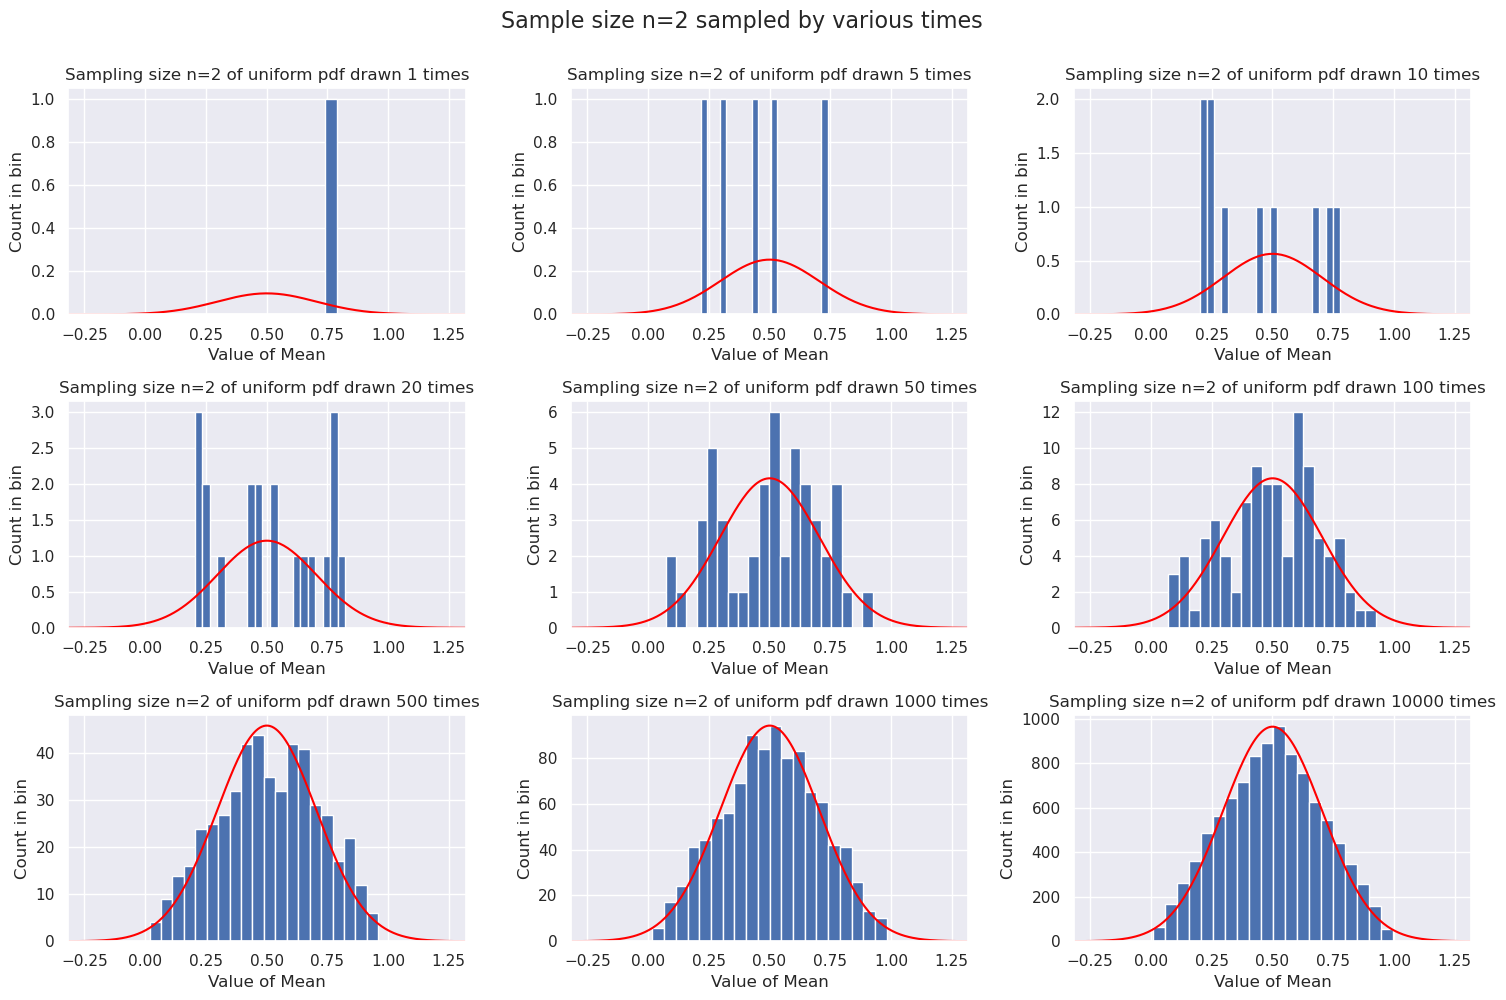 Sample size n=2 sampled by various times
Sampling size n=2 of uniform pdf drawn 1 times
Count in bin
1.0
0.8
0.6
0.4
0.2
0.0
−0.25 0.00 0.25 0.50 0.75 1.00 1.25
Value of Mean
Sampling size n=2 of uniform pdf drawn 5 times
Count in bin
1.0
0.8
0.6
0.4
0.2
0.0
−0.25 0.00 0.25 0.50 0.75 1.00 1.25
Value of Mean
Sampling size n=2 of uniform pdf drawn 10 times
Count in bin
2.0
1.5
1.0
0.5
0.0
−0.25 0.00 0.25 0.50 0.75 1.00 1.25
Value of Mean
Sampling size n=2 of uniform pdf drawn 20 times
Count in bin
3.0
2.5
2.0
1.5
1.0
0.5
0.0
−0.25 0.00 0.25 0.50 0.75 1.00 1.25
Value of Mean
Sampling size n=2 of uniform pdf drawn 50 times
Count in bin
6
5
4
3
2
1
0
−0.25 0.00 0.25 0.50 0.75 1.00 1.25
Value of Mean
Sampling size n=2 of uniform pdf drawn 100 times
Count in bin
12
10
8
6
4
2
0
−0.25 0.00 0.25 0.50 0.75 1.00 1.25
Value of Mean
Sampling size n=2 of uniform pdf drawn 500 times
Count in bin
40
30
20
10
0
−0.25 0.00 0.25 0.50 0.75 1.00 1.25
Value of Mean
Sampling size n=2 of uniform pdf drawn 1000 times
Count in bin
80
60
40
20
0
−0.25 0.00 0.25 0.50 0.75 1.00 1.25
Value of Mean
Sampling size n=2 of uniform pdf drawn 10000 times
Count in bin
1000
800
600
400
200
0
−0.25 0.00 0.25 0.50 0.75 1.00 1.25
Value of Mean